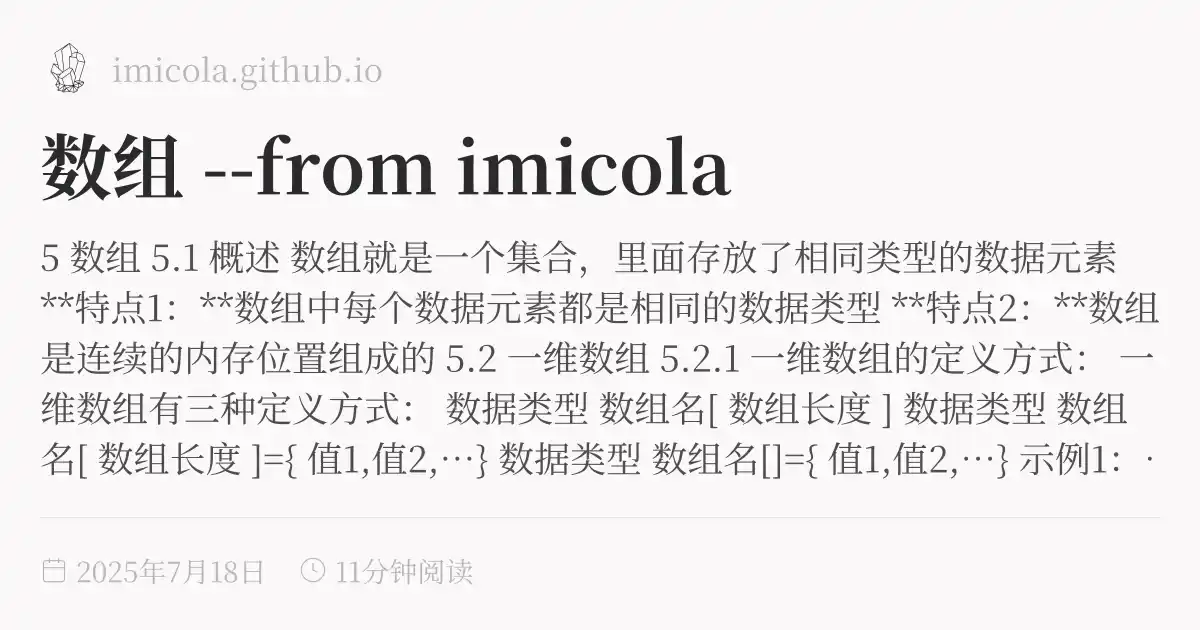 imicola.github.io
数组 --from imicola
5 数组 5.1 概述 数组就是一个集合，里面存放了相同类型的数据元素
**特点1：**数组中每个数据元素都是相同的数据类型 **特点2：**数组
是连续的内存位置组成的 5.2 一维数组 5.2.1 一维数组的定义方式： 一
维数组有三种定义方式： 数据类型 数组名[ 数组长度 ] 数据类型 数组
名[ 数组长度 ]={ 值1,值2,…} 数据类型 数组名[]={ 值1,值2,…} 示例1：·
2025年7月18日 11分钟阅读